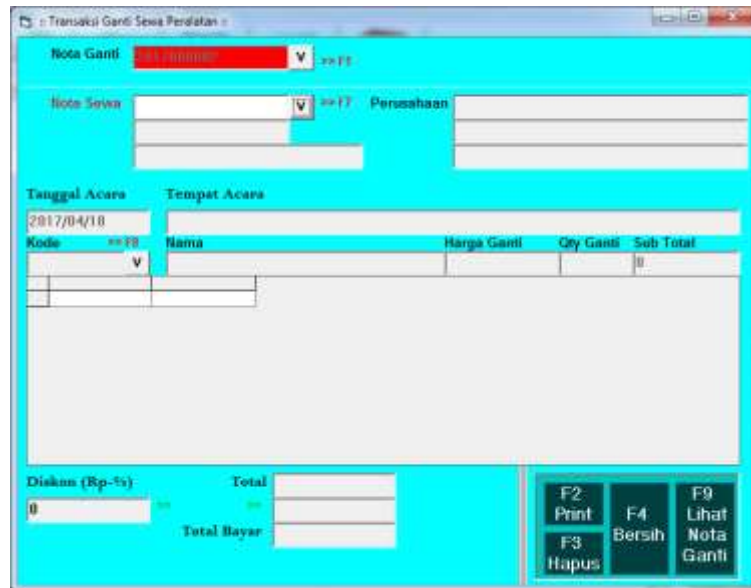 :: Transaksi Ganti Sewa Peralatan ::
Nota Ganti V >> F5
Nota Sewa V >> F7 Perusahaan
Tanggal Acara Tempat Acara
2017/04/18
Kode >> F8 Nama Harga Ganti Qty Ganti Sub Total
V 0
Diskon (Rp-%) Total
0 >> >>
Total Bayar
F2 Print
F3 Hapus
F4 Bersih
F9 Lihat Nota Ganti